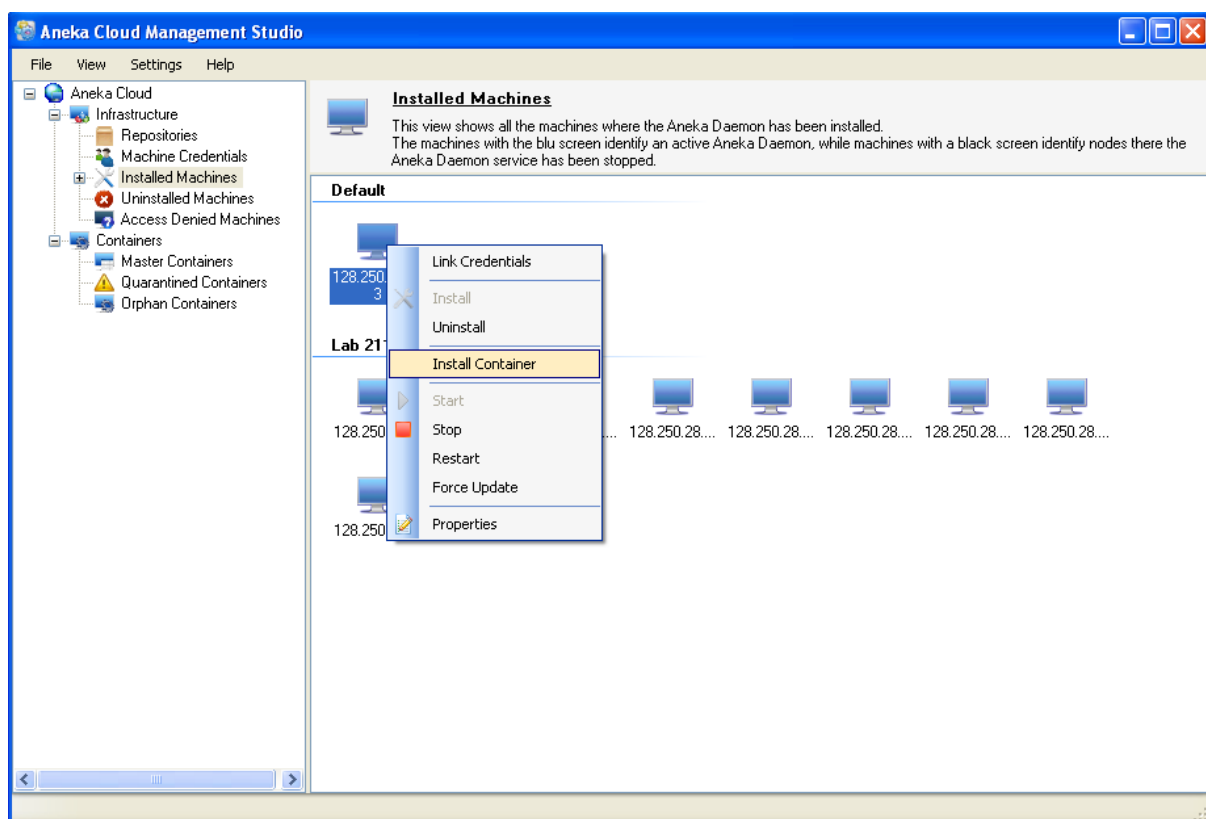 Aneka Cloud Management Studio
File View Settings Help
Aneka Cloud
Infrastructure
Repositories
Machine Credentials
Installed Machines
Uninstalled Machines
Access Denied Machines
Containers
Master Containers
Quarantined Containers
Orphan Containers
Installed Machines
This view shows all the machines where the Aneka Daemon has been installed.
The machines with the blu screen identify an active Aneka Daemon, while machines with a black screen identify nodes there the
Aneka Daemon service has been stopped.
Default
128.250.
3
Link Credentials
Install
Uninstall
Install Container
Start
Stop
Restart
Force Update
Properties
Lab 21
128.250 ... 128.250.28.... 128.250.28.... 128.250.28.... 128.250.28.... 128.250.28....
128.250